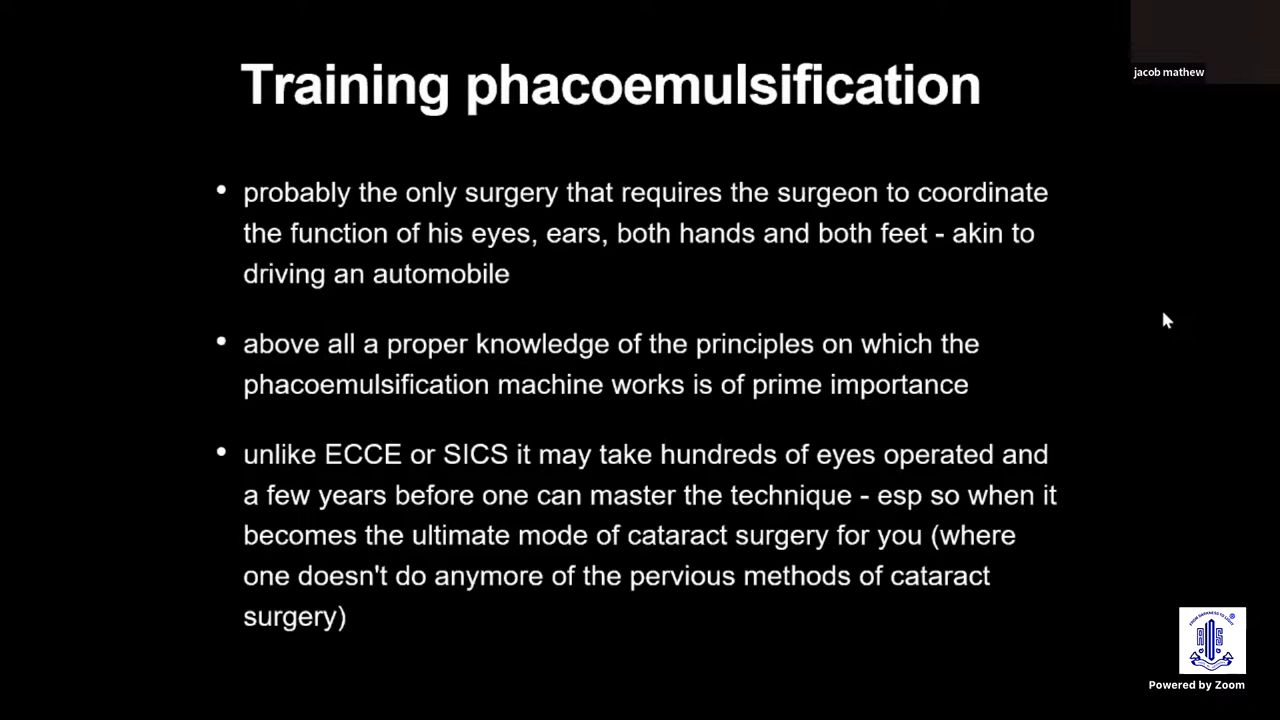 jacob mathew
Training phacoemulsification
• probably the only surgery that requires the surgeon to coordinate
the function of his eyes, ears, both hands and both feet - akin to
driving an automobile
• above all a proper knowledge of the principles on which the
phacoemulsification machine works is of prime importance
• unlike ECCE or SICS it may take hundreds of eyes operated and
a few years before one can master the technique - esp so when it
becomes the ultimate mode of cataract surgery for you (where
one doesn't do anymore of the pervious methods of cataract
surgery)
Powered by Zoom